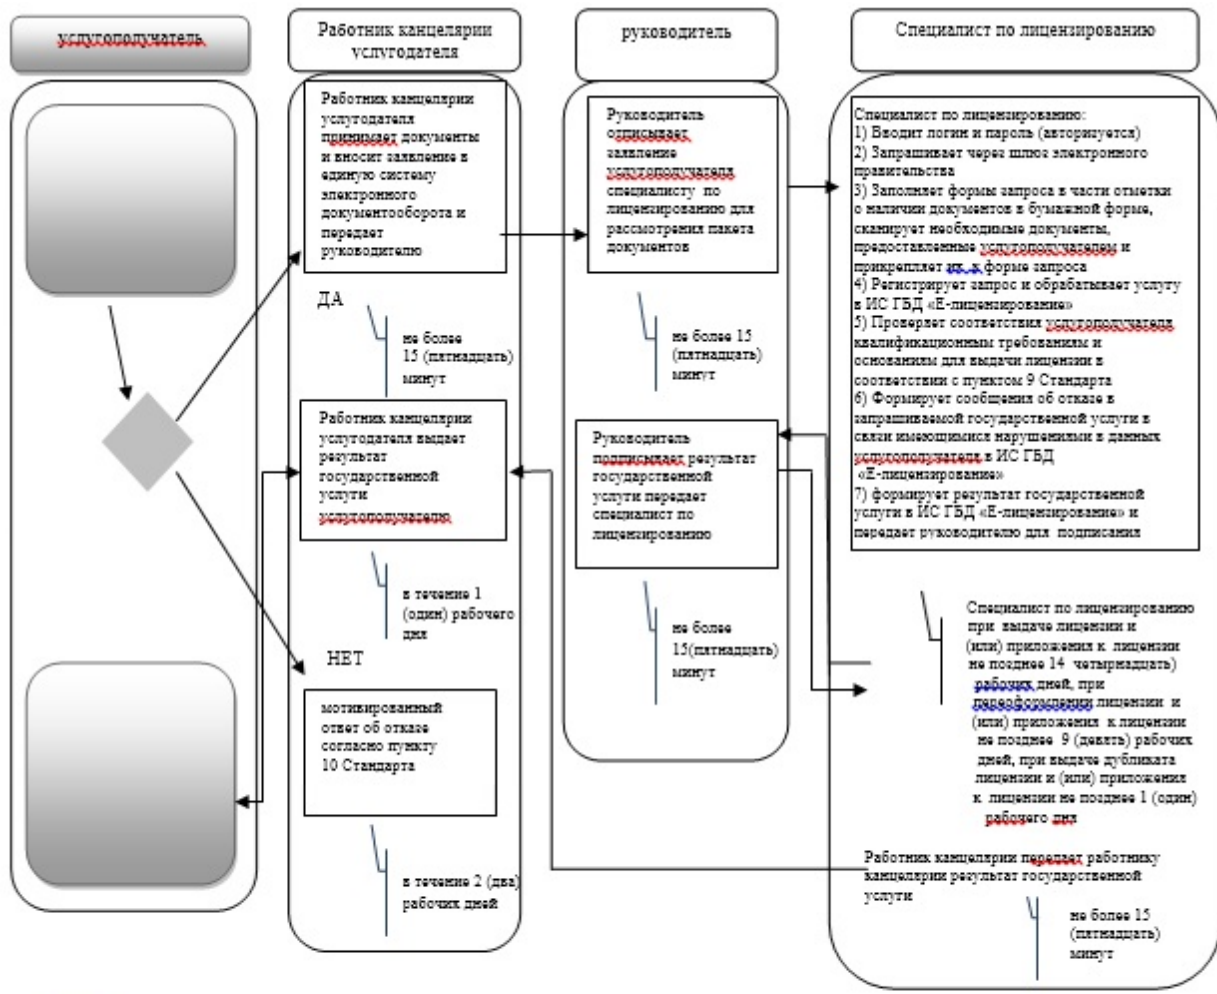 услугополучатель
Работник канцелярии
услугодателя
руководитель
Специалист по лицензированию
Работник канцелярии
услугодателя
принимает документы
и вносит заявление в
единую систему
электронного
документооборота и
передает
руководителю
ДА
не более
15 (пятнадцать)
минут
Работник канцелярии
услугодателя выдает
результат
государственной
услуги
услугополучателю
в течение 1
(один) рабочего
дня
НЕТ
мотивированный
ответ об отказе
согласно пункту
10 Стандарта
в течение 2 (два)
рабочих дней
Руководитель
отписывает
заявление
услугополучателя
специалисту по
лицензированию для
рассмотрения пакета
документов
не более 15
(пятнадцать)
минут
Руководитель
подписывает результат
государственной
услуги передает
специалист по
лицензированию
не более
15(пятнадцать)
минут
Специалист по лицензированию:
1) Вводит логин и пароль (авторизуется)
2) Запрашивает через шлюз электронного
правительства
3) Заполняет формы запроса в части отметки
о наличии документов в бумажной форме,
сканирует необходимые документы,
предоставленные услугополучателем и
прикрепляет их к форме запроса
4) Регистрирует запрос и обрабатывает услугу
в ИС ГБД «Е-лицензирование»
5) Проверяет соответствия услугополучателя
квалификационным требованиям и
основаниям для выдачи лицензии в
соответствии с пунктом 9 Стандарта
6) Формирует сообщения об отказе в
запрашиваемой государственной услуги в
связи имеющимися нарушениями в данных
услугополучателя в ИС ГБД
«Е-лицензирование»
7) формирует результат государственной
услуги в ИС ГБД «Е-лицензирование» и
передает руководителю для подписания
Специалист по лицензированию
при выдаче лицензии и
(или) приложения к лицензии
не позднее 14 четырнадцать)
рабочих дней, при
переоформлении лицензии и
(или) приложения к лицензии
не позднее 9 (девять) рабочих
дней, при выдаче дубликата
лицензии и (или) приложения
к лицензии не позднее 1 (один)
рабочего дня
Работник канцелярии передает работнику
канцелярии результат государственной
услуги
не более 15
(пятнадцать)
минут